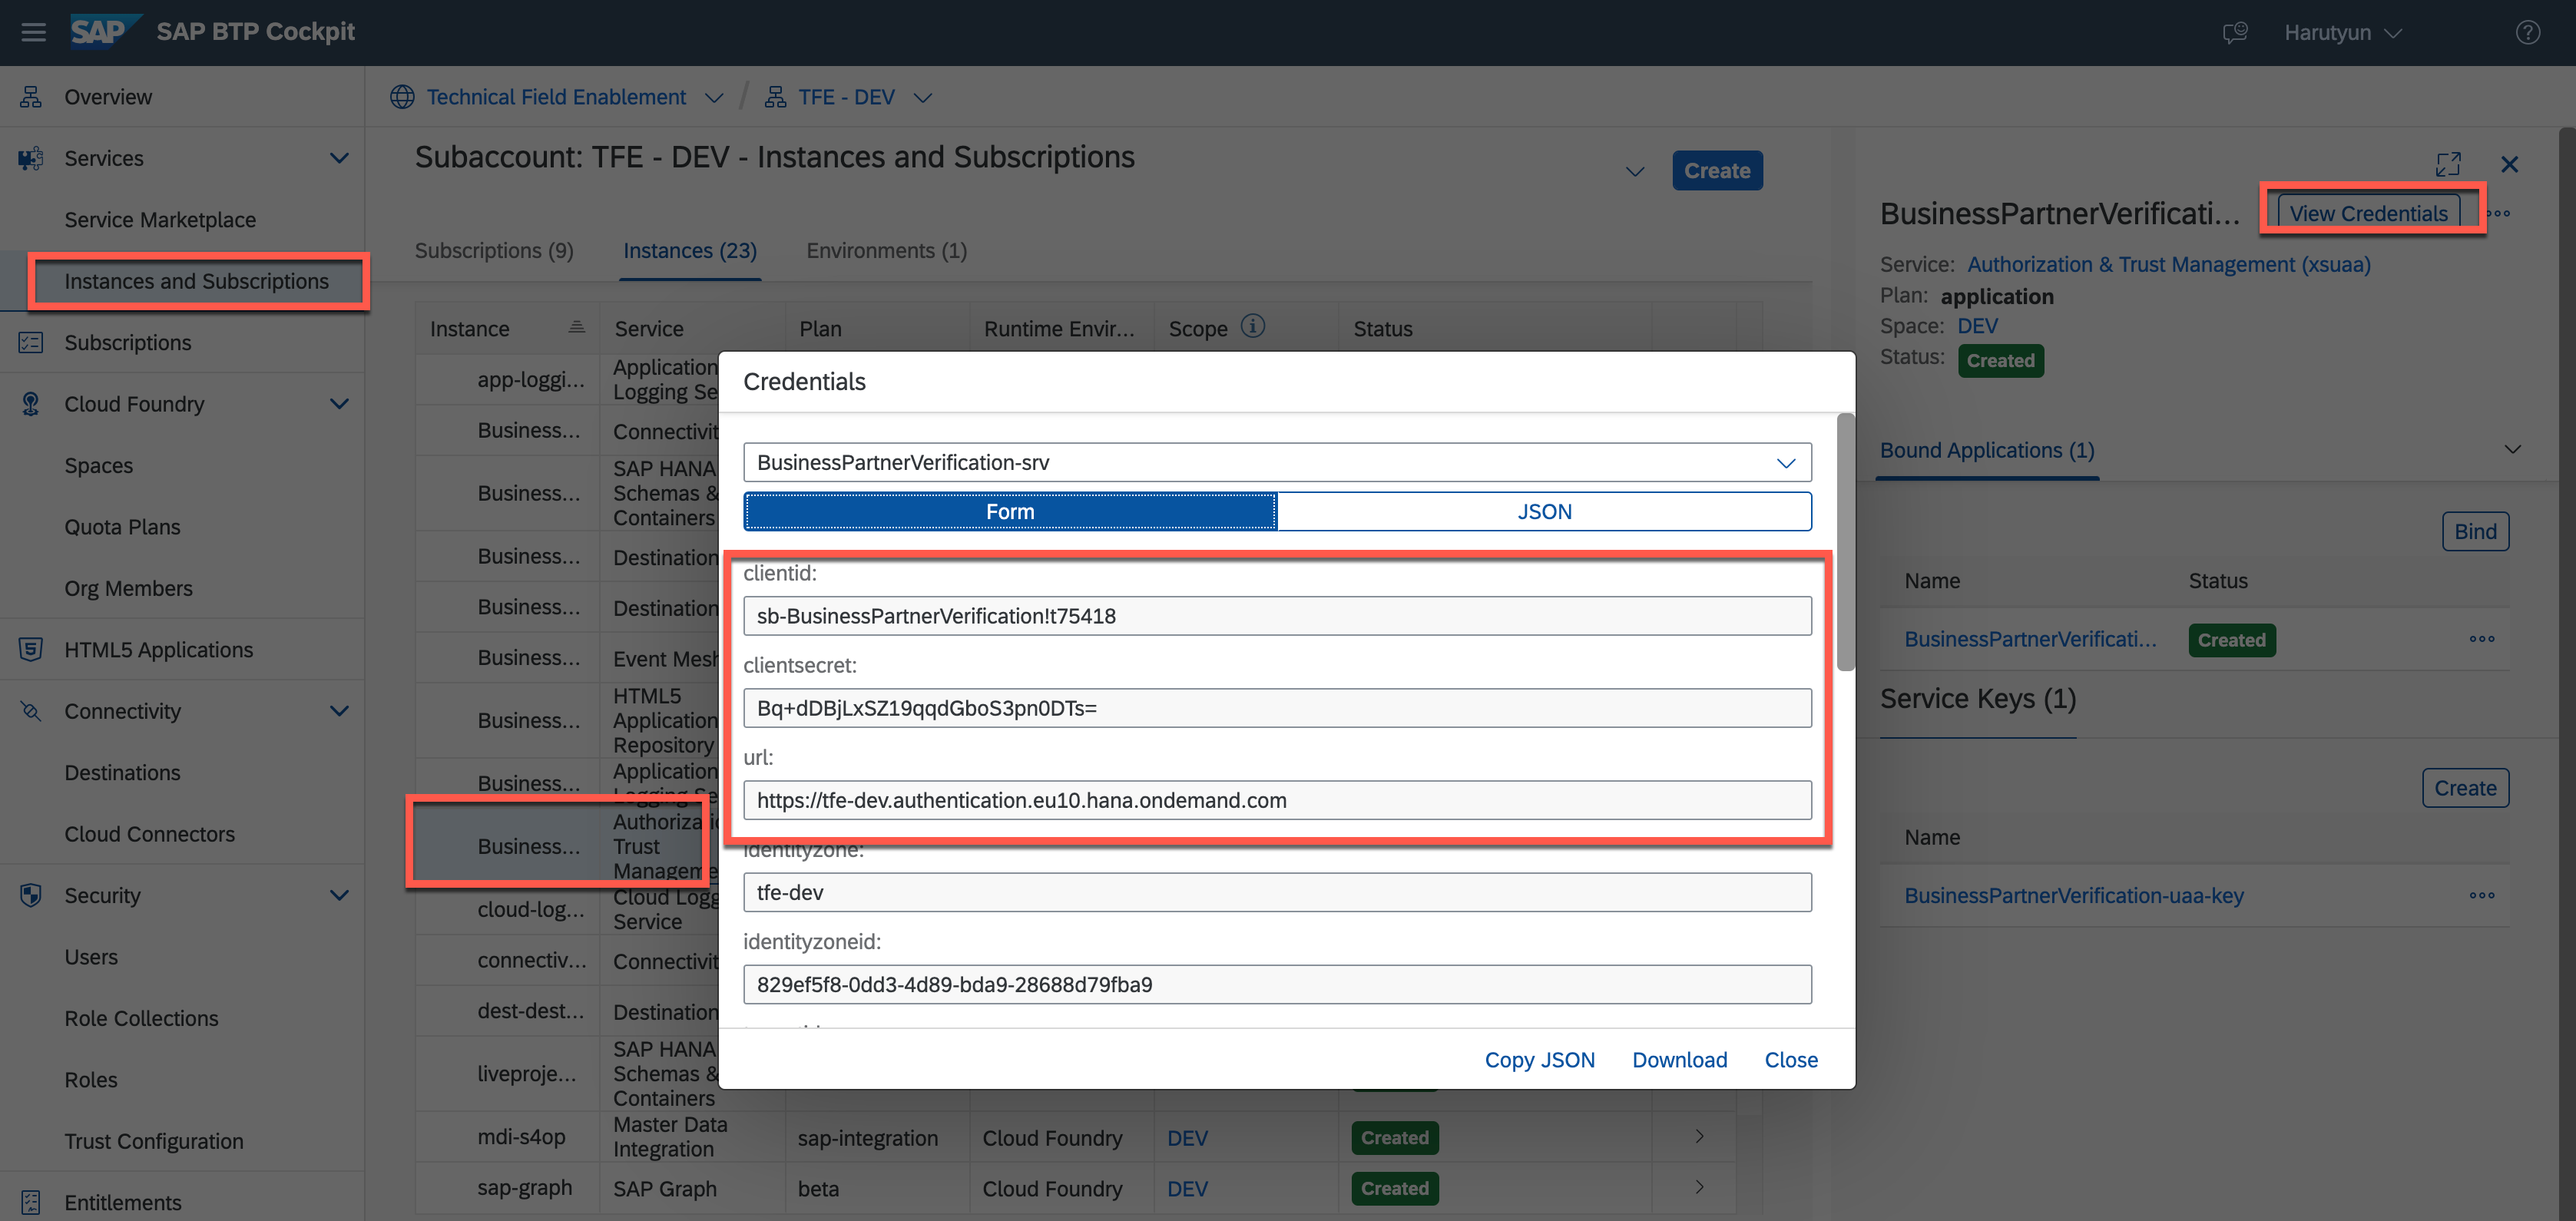 SAP SAP BTP Cockpit
Harutyun
Overview
Services
Service Marketplace
Instances and Subscriptions
Subscriptions
Cloud Foundry
Spaces
Quota Plans
Org Members
HTML5 Applications
Connectivity
Destinations
Cloud Connectors
Security
Users
Role Collections
Roles
Trust Configuration
Entitlements
Technical Field Enablement / TFE - DEV
Subaccount: TFE - DEV - Instances and Subscriptions
Create
Subscriptions (9) Instances (23) Environments (1)
Instance Service Plan Runtime Envir... Scope Status
app-loggi... Application
Logging Se
Business... Connectivit
Business... SAP HANA
Schemas &
Containers
Business... Destination
Business... Destination
Business... Event Mesh
Business... HTML5
Application
Repository
Business... Application
Logging Se
Business... Authorizati
Trust
Manageme
cloud-log... Cloud Logg
Service
connectiv... Connectivit
dest-dest... Destination
liveproje... SAP HANA
Schemas &
Containers
mdi-s4op Master Data
Integration sap-integration Cloud Foundry DEV Created
sap-graph SAP Graph beta Cloud Foundry DEV Created
Credentials
BusinessPartnerVerification-srv
Form JSON
clientid:
sb-BusinessPartnerVerification!t75418
clientsecret:
Bq+dDBjLxSZ19qqdGboS3pn0DTs=
url:
https://tfe-dev.authentication.eu10.hana.ondemand.com
identityzone:
tfe-dev
identityzoneid:
829ef5f8-0dd3-4d89-bda9-28688d79fba9
Copy JSON Download Close
BusinessPartnerVerificati... View Credentials
Service: Authorization & Trust Management (xsuaa)
Plan: application
Space: DEV
Status: Created
Bound Applications (1)
Bind
Name Status
BusinessPartnerVerificati... Created
Service Keys (1)
Create
Name
BusinessPartnerVerification-uaa-key